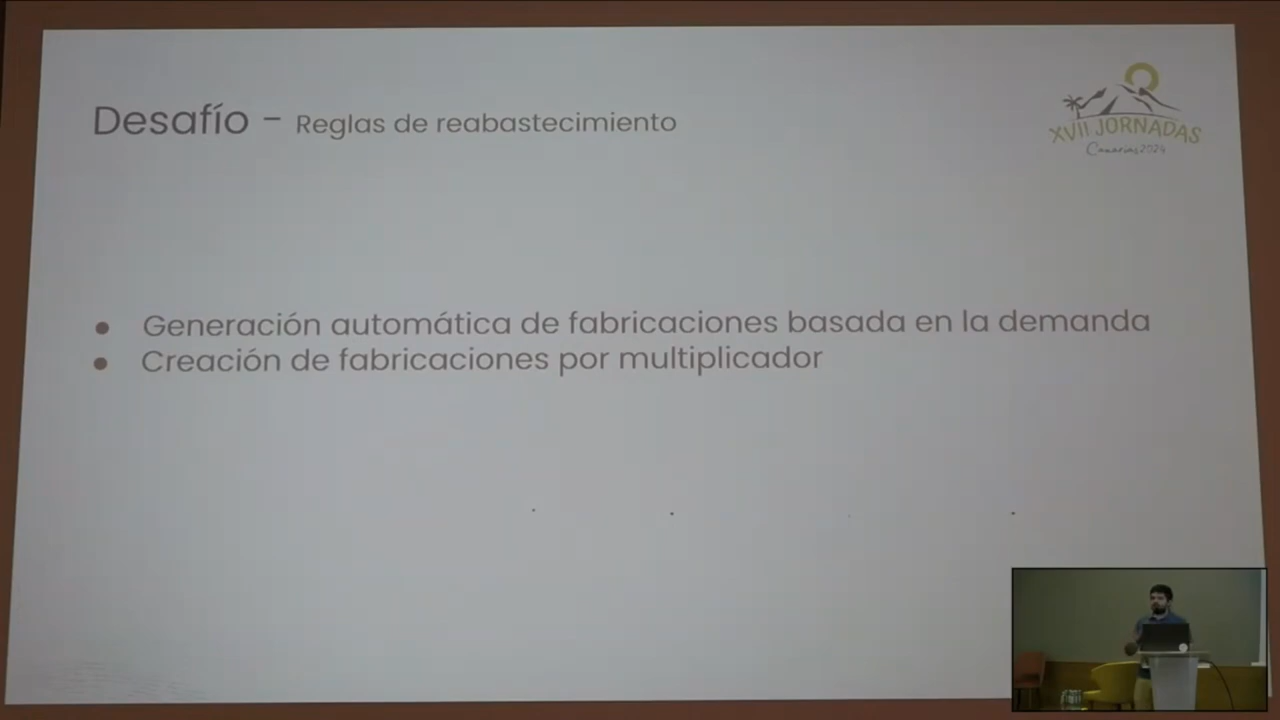 Desafío - Reglas de reabastecimiento
XVII JORNADAS
Canarias 2024
● Generación automática de fabricaciones basada en la demanda
● Creación de fabricaciones por multiplicador